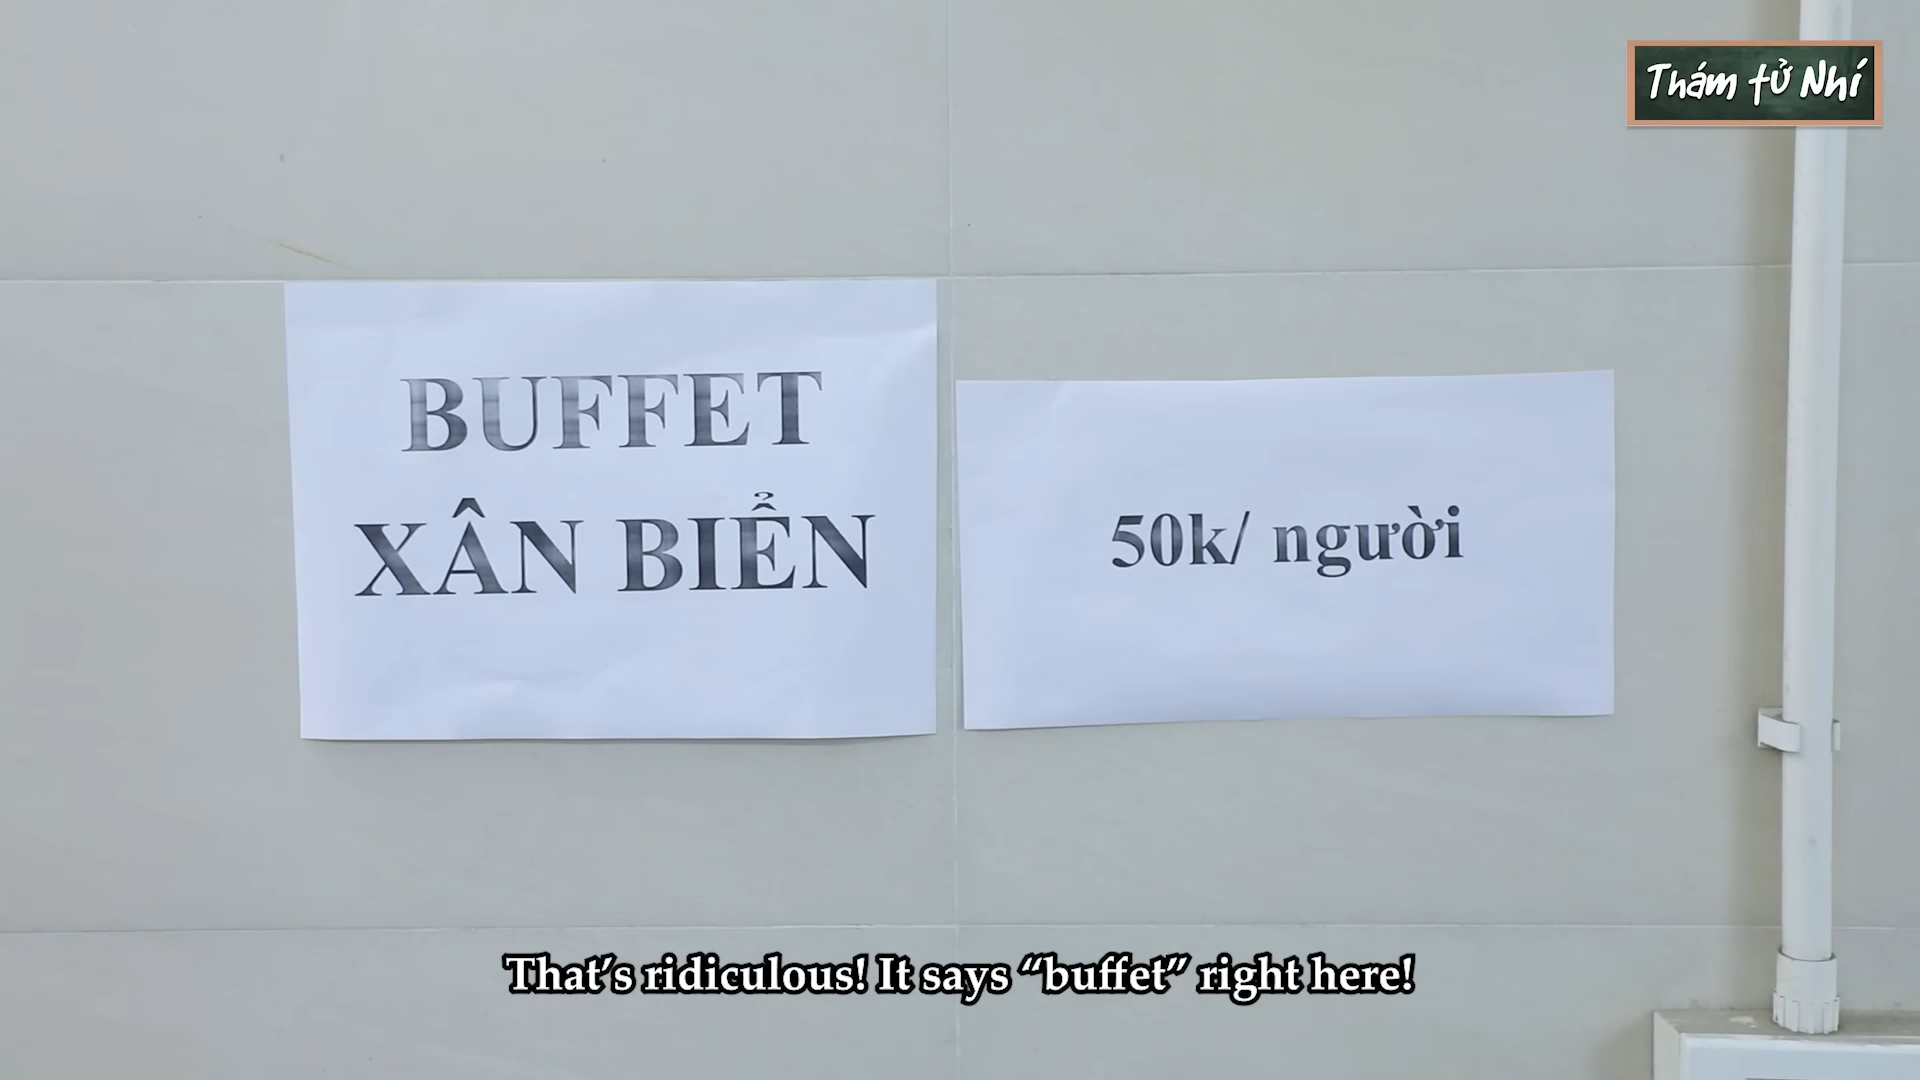 Thám tử Nhí
BUFFET
XÂN BIỂN
50k/ người
That's ridiculous! It says “buffet” right here!